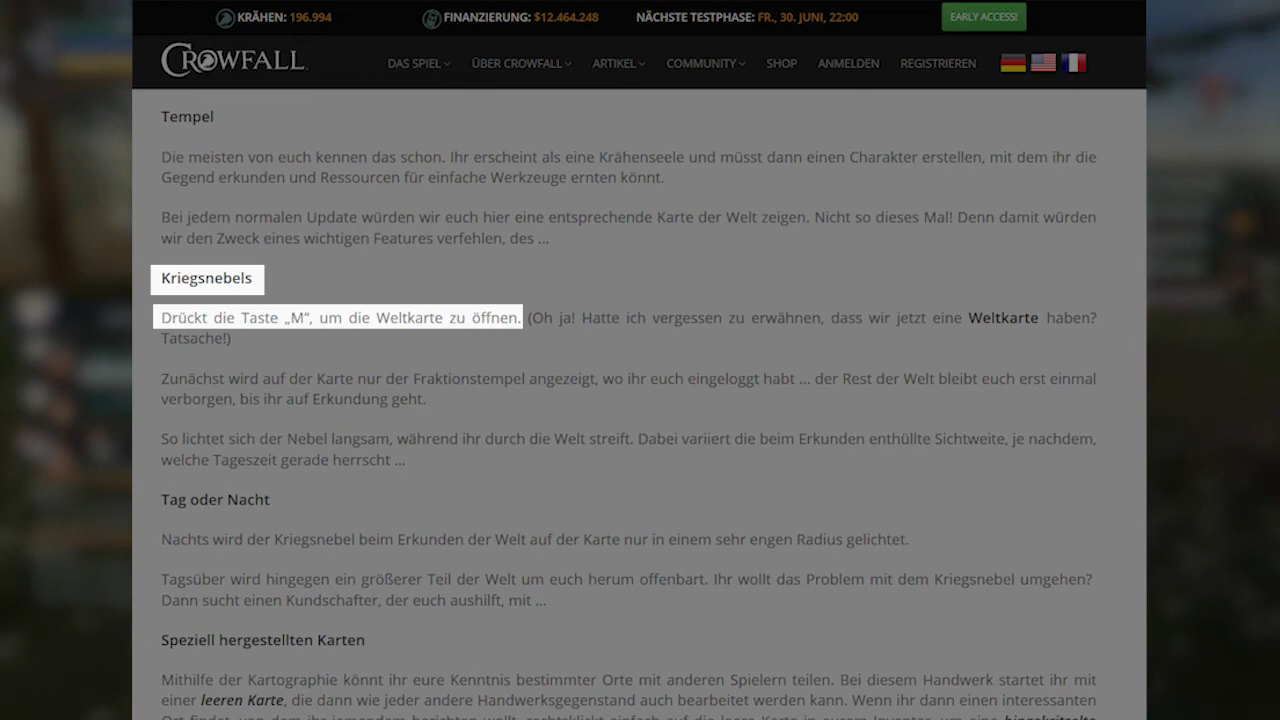 KRÄHEN: 196.994 FINANZIERUNG: $12.464.248 NÄCHSTE TESTPHASE: FR., 30. JUNI, 22:00 EARLY ACCESS!
CROWFALL DAS SPIEL ÜBER CROWFALL ARTIKEL COMMUNITY SHOP ANMELDEN REGISTRIEREN
Tempel
Die meisten von euch kennen das schon. Ihr erscheint als eine Krähenseele und müsst dann einen Charakter erstellen, mit dem ihr die
Gegend erkunden und Ressourcen für einfache Werkzeuge ernten könnt.
Bei jedem normalen Update würden wir euch hier eine entsprechende Karte der Welt zeigen. Nicht so dieses Mal! Denn damit würden
wir den Zweck eines wichtigen Features verfehlen, des ...
Kriegsnebels
Drückt die Taste „M“, um die Weltkarte zu öffnen. (Oh ja! Hatte ich vergessen zu erwähnen, dass wir jetzt eine Weltkarte haben?
Tatsache!)
Zunächst wird auf der Karte nur der Fraktionstempel angezeigt, wo ihr euch eingeloggt habt ... der Rest der Welt bleibt euch erst einmal
verborgen, bis ihr auf Erkundung geht.
So lichtet sich der Nebel langsam, während ihr durch die Welt streift. Dabei variiert die beim Erkunden enthüllte Sichtweite, je nachdem,
welche Tageszeit gerade herrscht ...
Tag oder Nacht
Nachts wird der Kriegsnebel beim Erkunden der Welt auf der Karte nur in einem sehr engen Radius gelichtet.
Tagsüber wird hingegen ein größerer Teil der Welt um euch herum offenbart. Ihr wollt das Problem mit dem Kriegsnebel umgehen?
Dann sucht einen Kundschafter, der euch aushilft, mit ...
Speziell hergestellten Karten
Mithilfe der Kartographie könnt ihr eure Kenntnis bestimmter Orte mit anderen Spielern teilen. Bei diesem Handwerk startet ihr mit
einer leeren Karte, die dann wie jeder andere Handwerksgegenstand auch bearbeitet werden kann. Wenn ihr dann einen interessanten